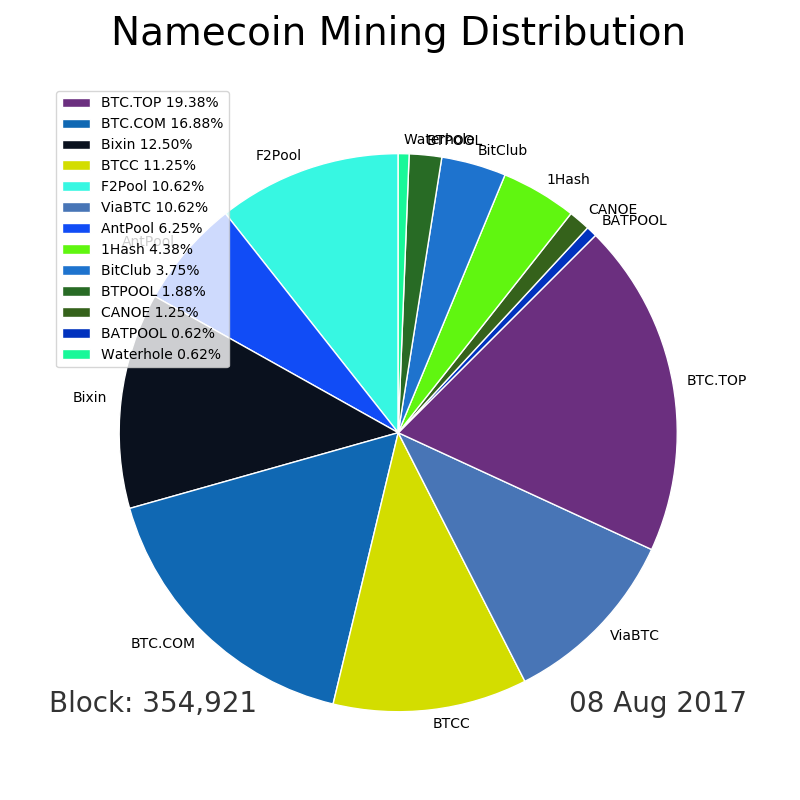 Namecoin Mining Distribution
BTC.TOP 19.38%
BTC.COM 16.88%
Bixin 12.50%
BTCC 11.25%
F2Pool 10.62%
ViaBTC 10.62%
AntPool 6.25%
1Hash 4.38%
BitClub 3.75%
BTPOOL 1.88%
CANOE 1.25%
BATPOOL 0.62%
Waterhole 0.62%
Waterhole
BTPOOL
BitClub
F2Pool
1Hash
CANOE
BATPOOL
AntPool
BTC.TOP
Bixin
ViaBTC
BTC.COM
BTCC
Block: 354,921
08 Aug 2017